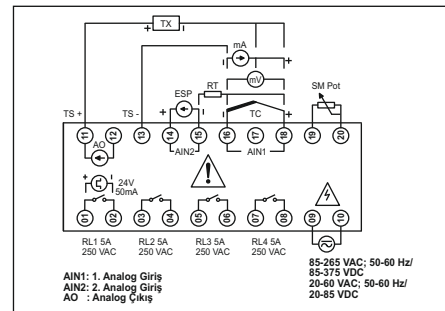 TX
+
mA
+
mV
ESP
RT
SM Pot
TS +
TS -
+
TC
+
11
12
13
14
15
16
17
18
19
20
AO
AIN2
AIN1
+
24V
50mA
01
02
03
04
05
06
07
08
09
10
RL1 5A
250 VAC
RL2 5A
250 VAC
RL3 5A
250 VAC
RL4 5A
250 VAC
85-265 VAC; 50-60 Hz/
85-375 VDC
20-60 VAC; 50-60 Hz/
20-85 VDC
AIN1: 1. Analog Giriş
AIN2: 2. Analog Giriş
AO : Analog Çıkış